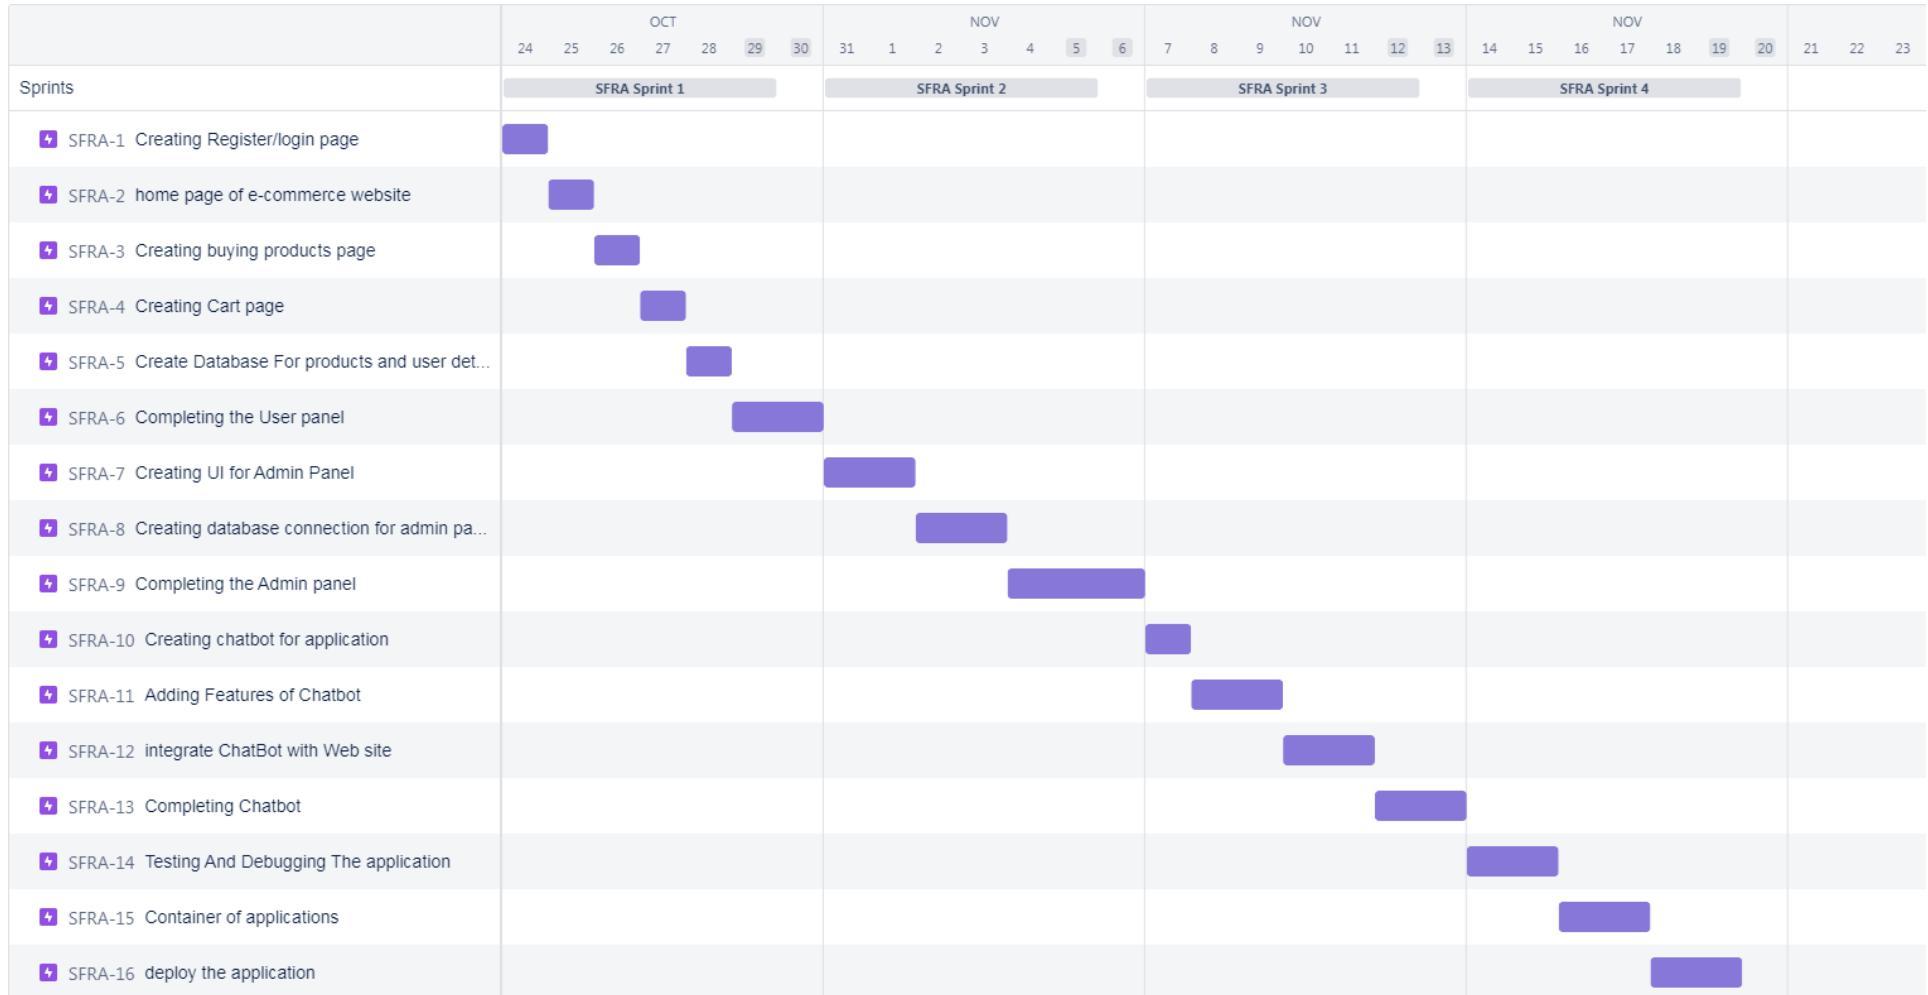 OCT NOV NOV NOV
24 25 26 27 28 29 30 31 1 2 3 4 5 6 7 8 9 10 11 12 13 14 15 16 17 18 19 20 21 22 23
Sprints SFRA Sprint 1 SFRA Sprint 2 SFRA Sprint 3 SFRA Sprint 4
SFRA-1 Creating Register/login page
SFRA-2 home page of e-commerce website
SFRA-3 Creating buying products page
SFRA-4 Creating Cart page
SFRA-5 Create Database For products and user det...
SFRA-6 Completing the User panel
SFRA-7 Creating UI for Admin Panel
SFRA-8 Creating database connection for admin pa...
SFRA-9 Completing the Admin panel
SFRA-10 Creating chatbot for application
SFRA-11 Adding Features of Chatbot
SFRA-12 integrate ChatBot with Web site
SFRA-13 Completing Chatbot
SFRA-14 Testing And Debugging The application
SFRA-15 Container of applications
SFRA-16 deploy the application